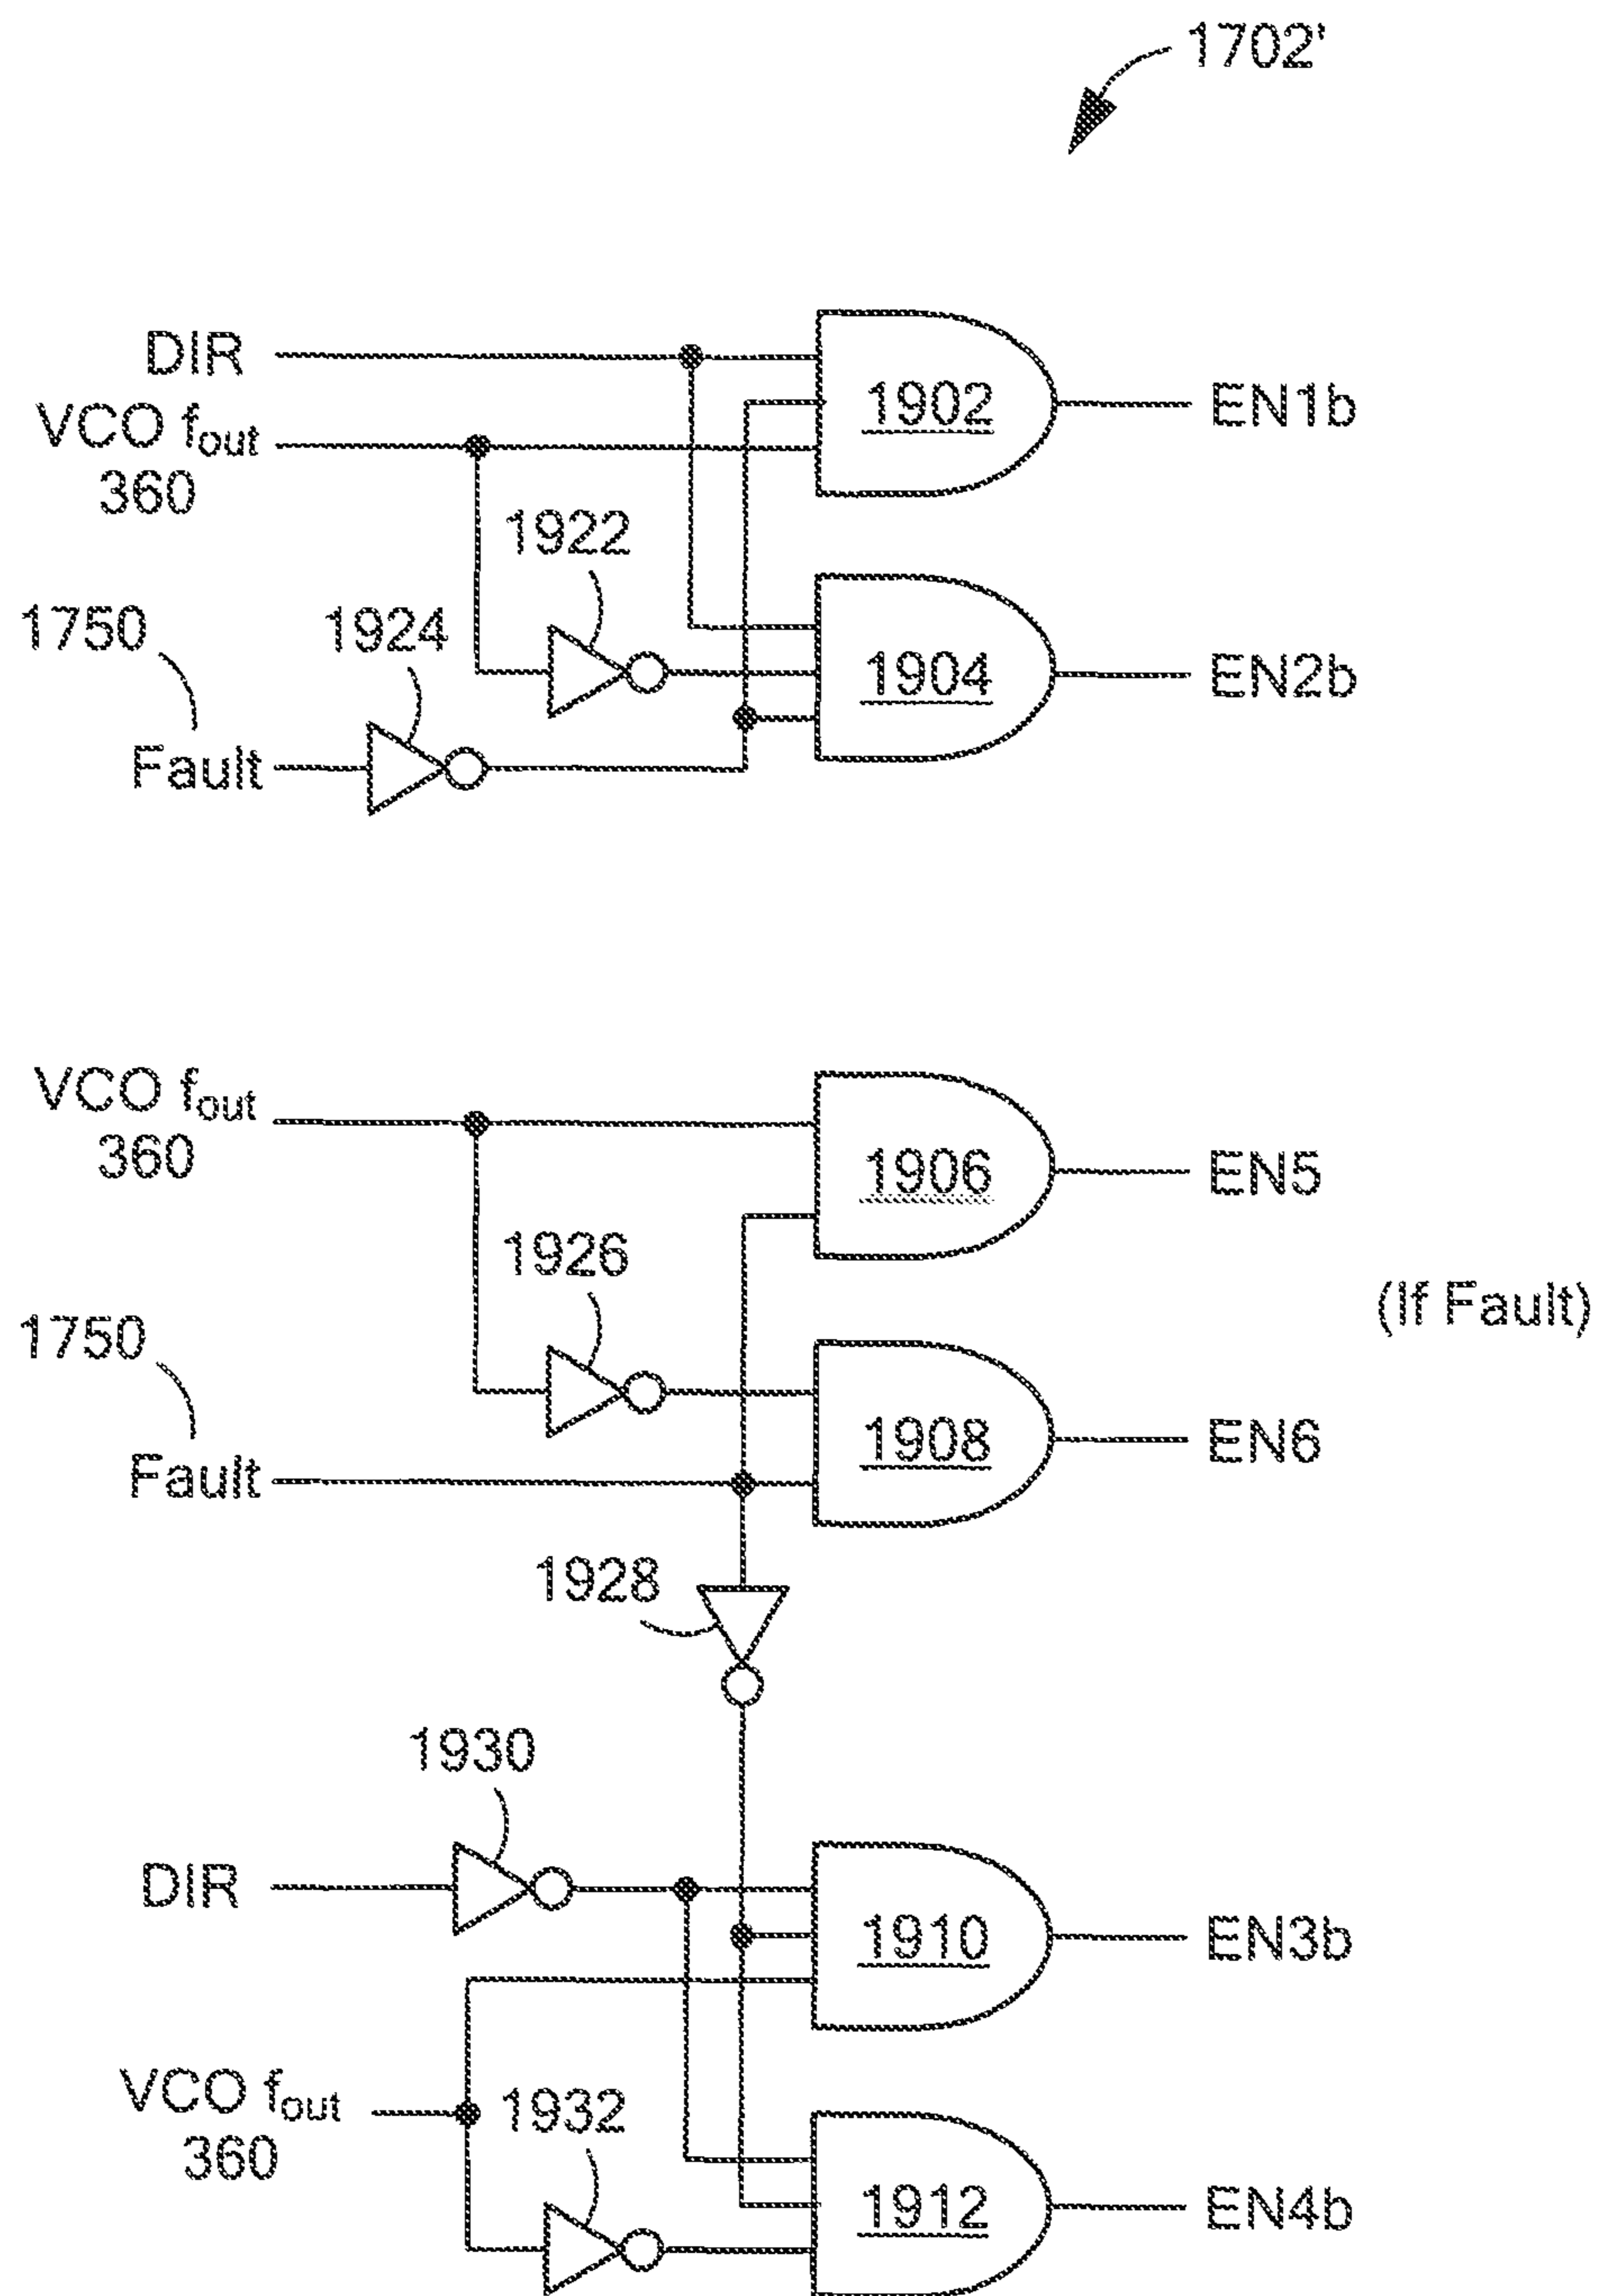 1702'
DIR
1902
EN1b
VCO fout
360
1922
1750
1924
1904
EN2b
Fault
VCO fout
360
1906
EN5
1926
(If Fault)
1750
1908
EN6
Fault
1928
1930
DIR
1910
EN3b
VCO fout
360
1932
1912
EN4b